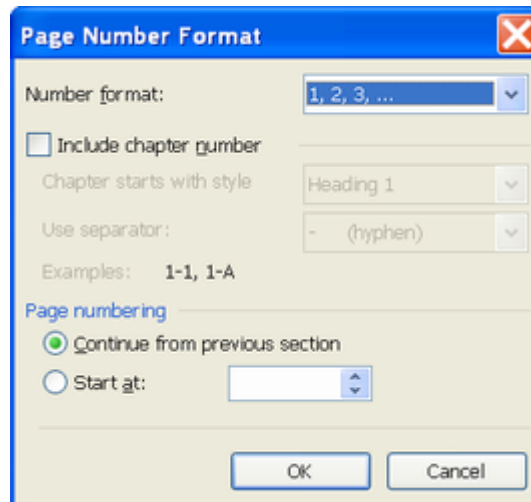 Page Number Format
Number format: 1, 2, 3, ...
Include chapter number
Chapter starts with style Heading 1
Use separator: - (hyphen)
Examples: 1-1, 1-A
Page numbering
Continue from previous section
Start at:
OK Cancel